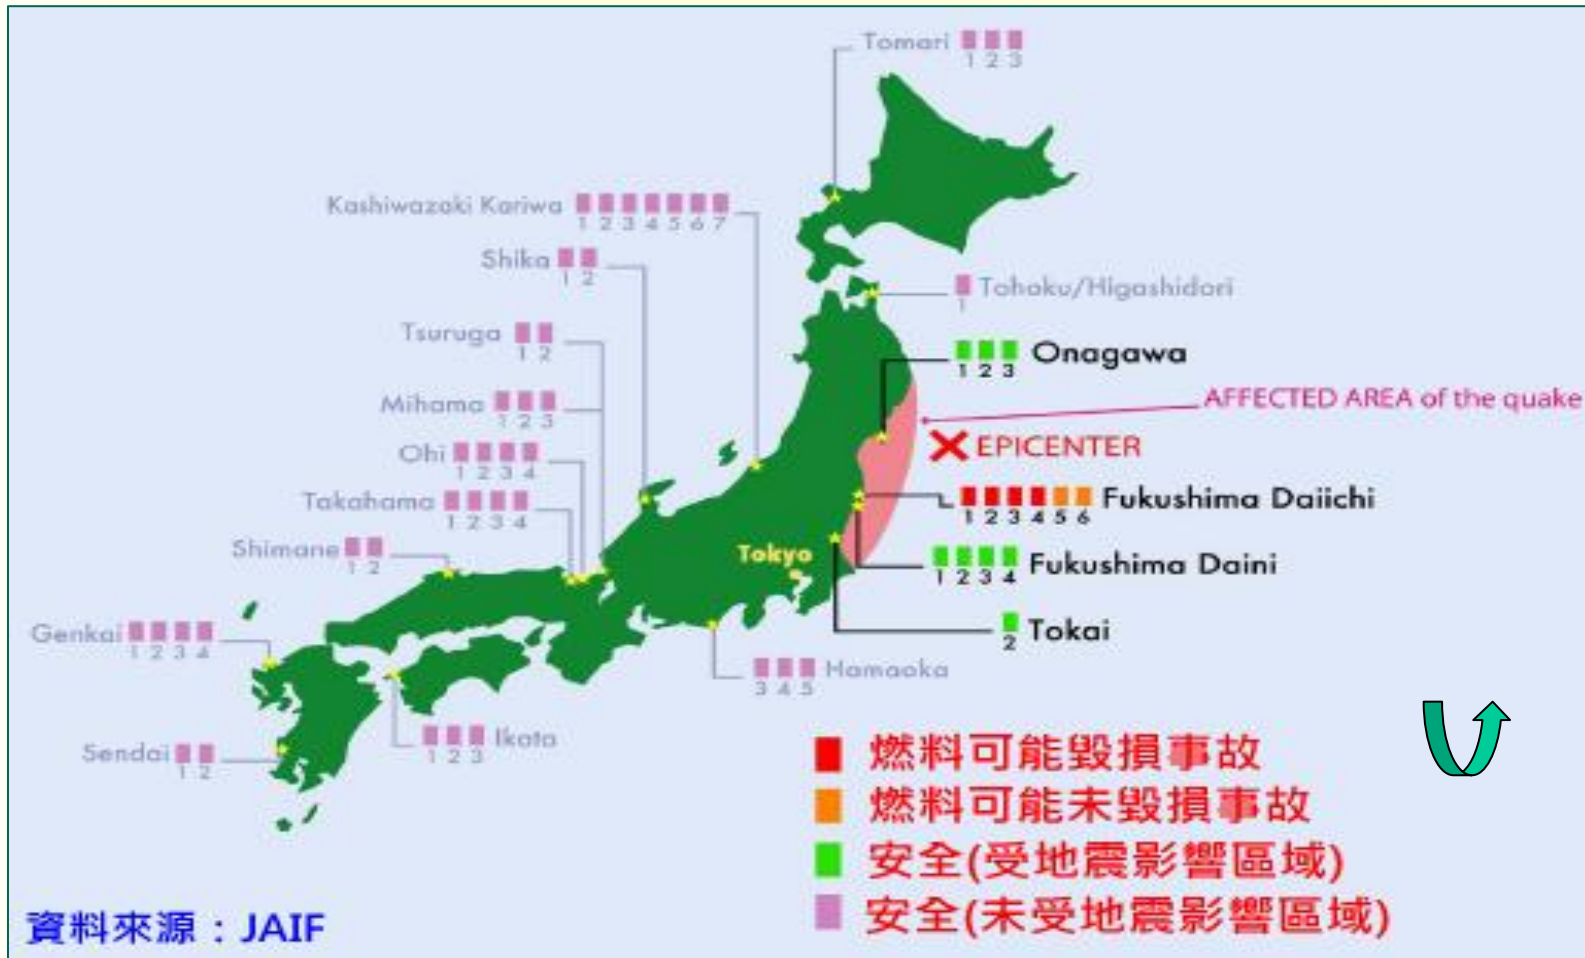 Tomari
1 2 3
Kashiwazaki Kariwa
1 2 3 4 5 6 7
Shika
1 2
Tohoku/Higashidori
1
Tsuruga
1 2
Onagawa
1 2 3
Mihama
1 2 3
AFFECTED AREA of the quake
EPICENTER
Ohi
1 2 3 4
Takahama
1 2 3 4
Fukushima Daiichi
1 2 3 4 5 6
Shimane
1 2
Tokyo
Fukushima Daini
1 2 3 4
Genkai
1 2 3 4
Tokai
2
Hamaoka
3 4 5
Ikata
1 2 3
Sendai
1 2
燃料可能毀損事故
燃料可能未毀損事故
安全(受地震影響區域)
安全(未受地震影響區域)
資料來源：JAIF